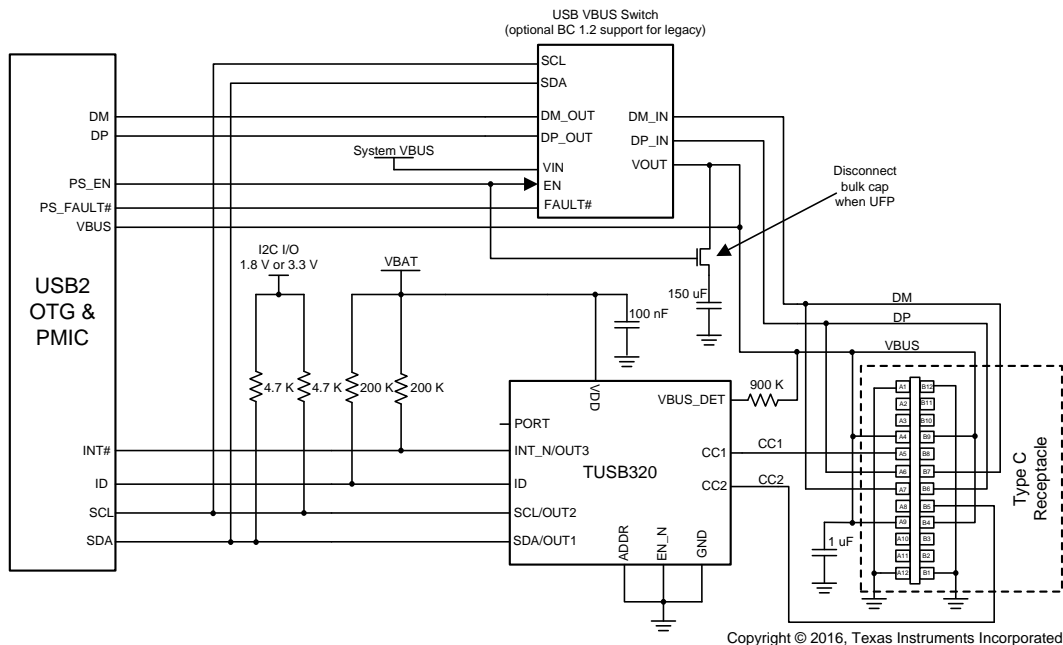 USB VBUS Switch
(optional BC 1.2 support for legacy)
SCL
SDA
DM
DM_OUT
DM_IN
DP
DP_OUT
DP_IN
System VBUS
VIN
VOUT
Disconnect
bulk cap
when UFP
PS_EN
EN
PS_FAULT#
FAULT#
VBUS
I2C I/O
1.8 V or 3.3 V
VBAT
USB2
OTG &
PMIC
150 uF
100 nF
DM
DP
VBUS
4.7 K
4.7 K
200 K
200 K
VDD
VBUS_DET
900 K
PORT
INT#
INT_N/OUT3
CC1
CC1
TUSB320
ID
ID
CC2
CC2
SCL
SCL/OUT2
SDA
SDA/OUT1
ADDR
EN_N
GND
1 uF
A1
B12
A2
B11
A3
B10
A4
B9
A5
B8
A6
B7
A7
B6
A8
B5
A9
B4
A10
B3
A11
B2
A12
B1
Type C
Receptacle
Copyright © 2016, Texas Instruments Incorporated